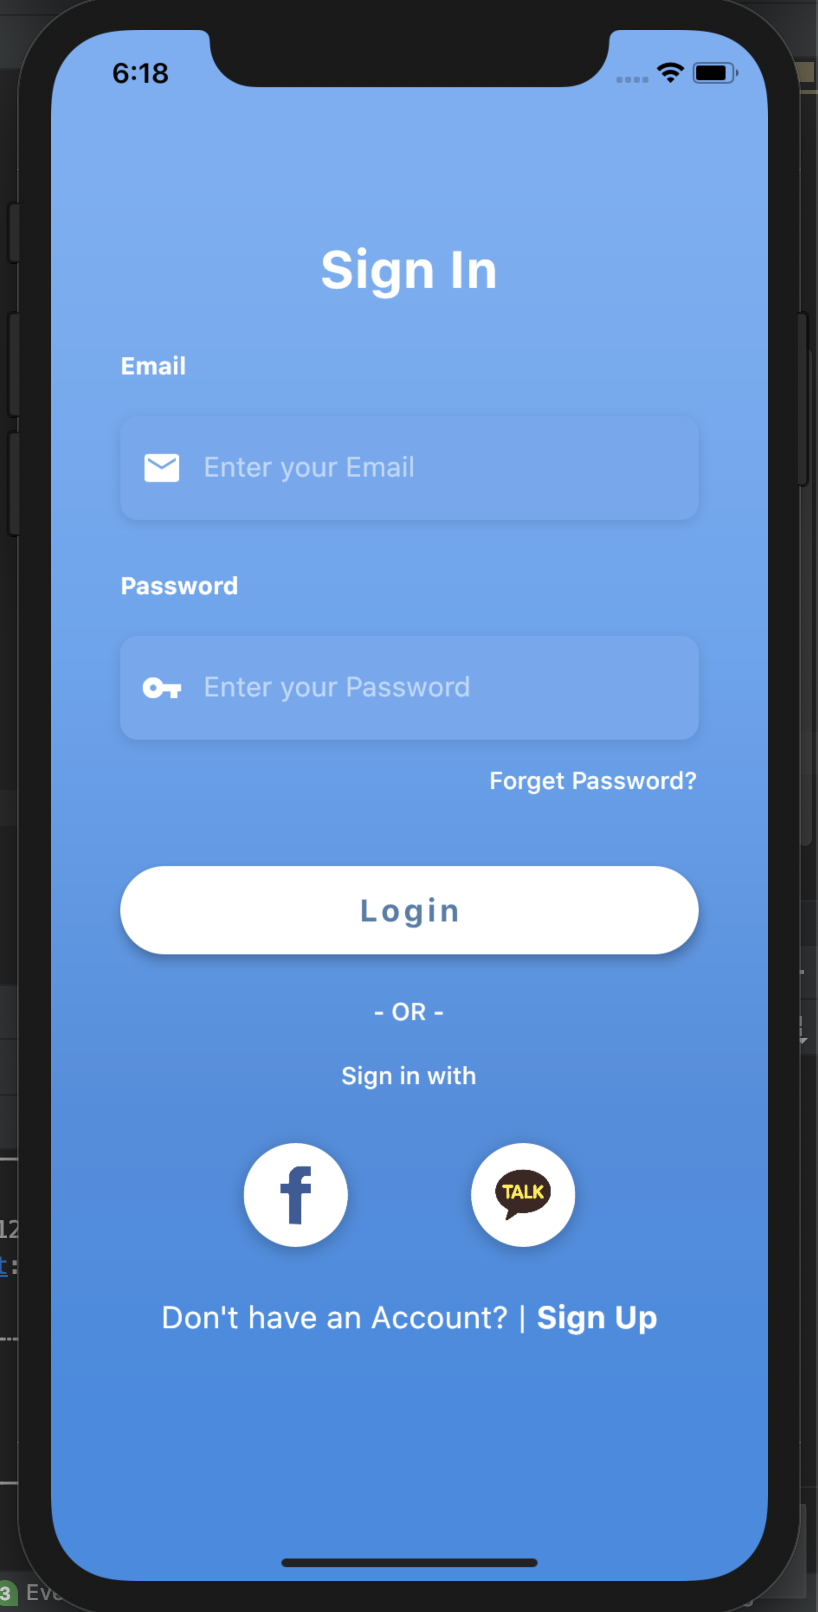 6:18
Sign In
Email
Enter your Email
Password
Enter your Password
Forget Password?
Login
- OR -
Sign in with
f
TALK
Don't have an Account? | Sign Up
12
t:
3